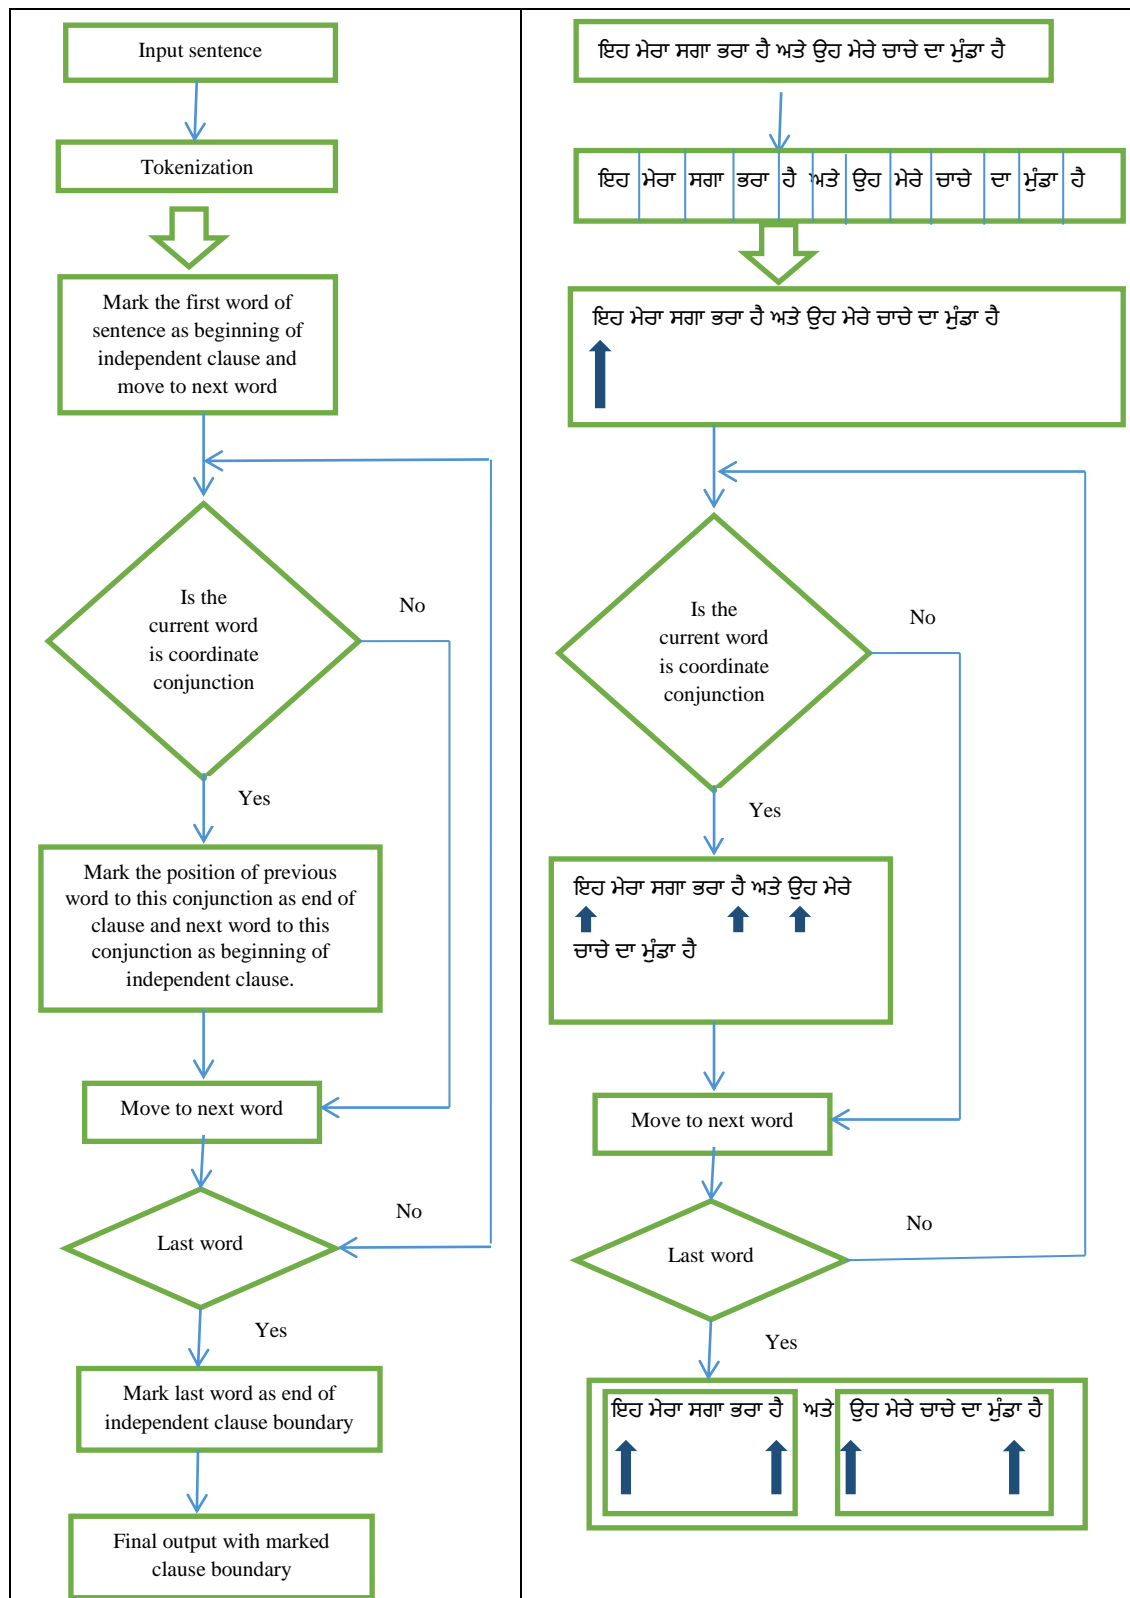 Input sentence
Tokenization
Mark the first word of
sentence as beginning of
independent clause and
move to next word
Is the
current word
is coordinate
conjunction
No
Yes
Mark the position of previous
word to this conjunction as end of
clause and next word to this
conjunction as beginning of
independent clause.
Move to next word
Last word
No
Yes
Mark last word as end of
independent clause boundary
Final output with marked
clause boundary
ਇਹ ਮੇਰਾ ਸਗਾ ਭਰਾ ਹੈ ਅਤੇ ਉਹ ਮੇਰੇ ਚਾਚੇ ਦਾ ਮੁੰਡਾ ਹੈ
ਇਹ ਮੇਰਾ ਸਗਾ ਭਰਾ ਹੈ ਅਤੇ ਉਹ ਮੇਰੇ ਚਾਚੇ ਦਾ ਮੁੰਡਾ ਹੈ
ਇਹ ਮੇਰਾ ਸਗਾ ਭਰਾ ਹੈ ਅਤੇ ਉਹ ਮੇਰੇ ਚਾਚੇ ਦਾ ਮੁੰਡਾ ਹੈ
Is the
current word
is coordinate
conjunction
No
Yes
ਇਹ ਮੇਰਾ ਸਗਾ ਭਰਾ ਹੈ ਅਤੇ ਉਹ ਮੇਰੇ
ਚਾਚੇ ਦਾ ਮੁੰਡਾ ਹੈ
Move to next word
Last word
No
Yes
ਇਹ ਮੇਰਾ ਸਗਾ ਭਰਾ ਹੈ ਅਤੇ ਉਹ ਮੇਰੇ ਚਾਚੇ ਦਾ ਮੁੰਡਾ ਹੈ